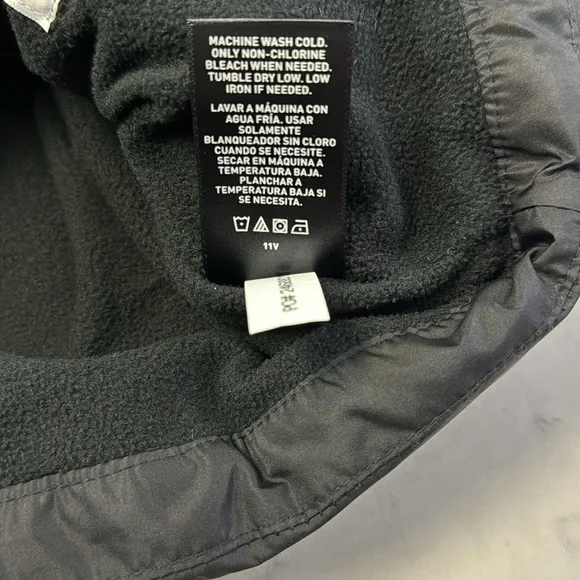 MACHINE WASH COLD.
ONLY NON-CHLORINE
BLEACH WHEN NEEDED.
TUMBLE DRY LOW. LOW
IRON IF NEEDED.
LAVAR A MÁQUINA CON
AGUA FRÍA. USAR
SOLAMENTE
BLANQUEADOR SIN CLORO
CUANDO SE NECESITE.
SECAR EN MÁQUINA A
TEMPERATURA BAJA.
PLANCHAR A
TEMPERATURA BAJA SI
SE NECESITA.
11V
PO#